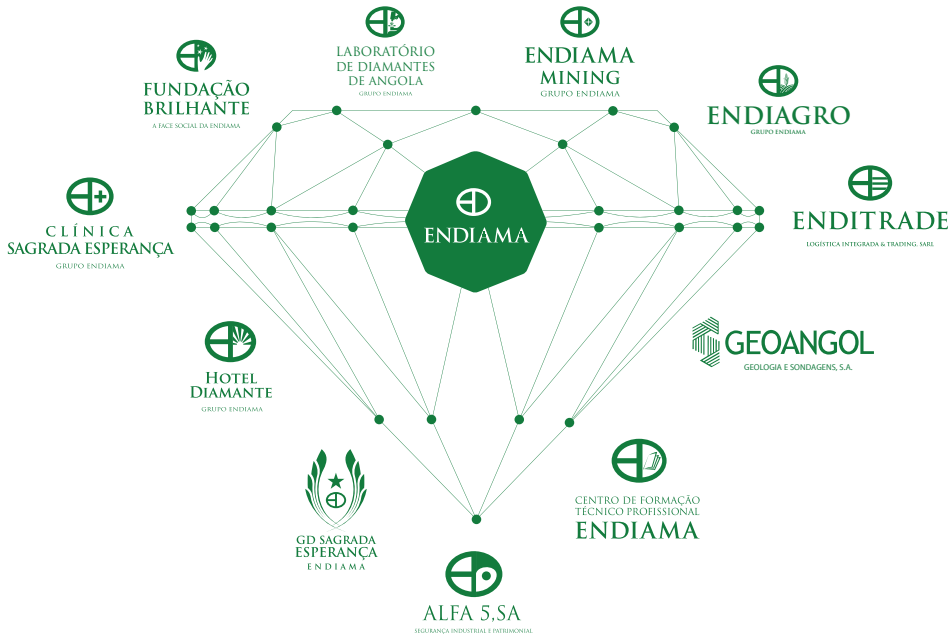 LABORATÓRIO
DE DIAMANTES
DE ANGOLA
GRUPO ENDIAMA
ENDIAMA
MINING
GRUPO ENDIAMA
FUNDAÇÃO
BRILHANTE
A FACE SOCIAL DA ENDIAMA
ENDIAGRO
GRUPO ENDIAMA
CLÍNICA
SAGRADA ESPERANÇA
GRUPO ENDIAMA
ENDIAMA
ENDITRADE
LOGÍSTICA INTEGRADA & TRADING. SARL
GEOANGOL
GEOLOGIA E SONDAGENS, S.A.
HOTEL
DIAMANTE
GRUPO ENDIAMA
GD SAGRADA
ESPERANÇA
ENDIAMA
CENTRO DE FORMAÇÃO
TÉCNICO PROFISSIONAL
ENDIAMA
ALFA 5,SA
SEGURANÇA INDUSTRIAL E PATRIMONIAL